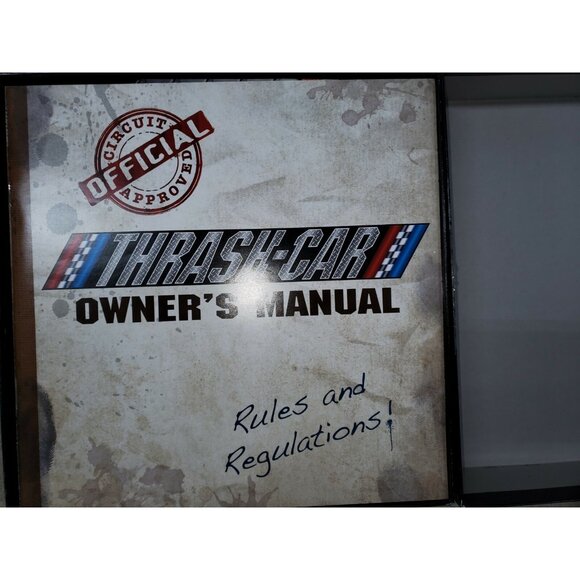 CIRCUIT
OFFICIAL
APPROVED
THRASH-CAR
OWNER'S MANUAL
Rules and
Regulations!